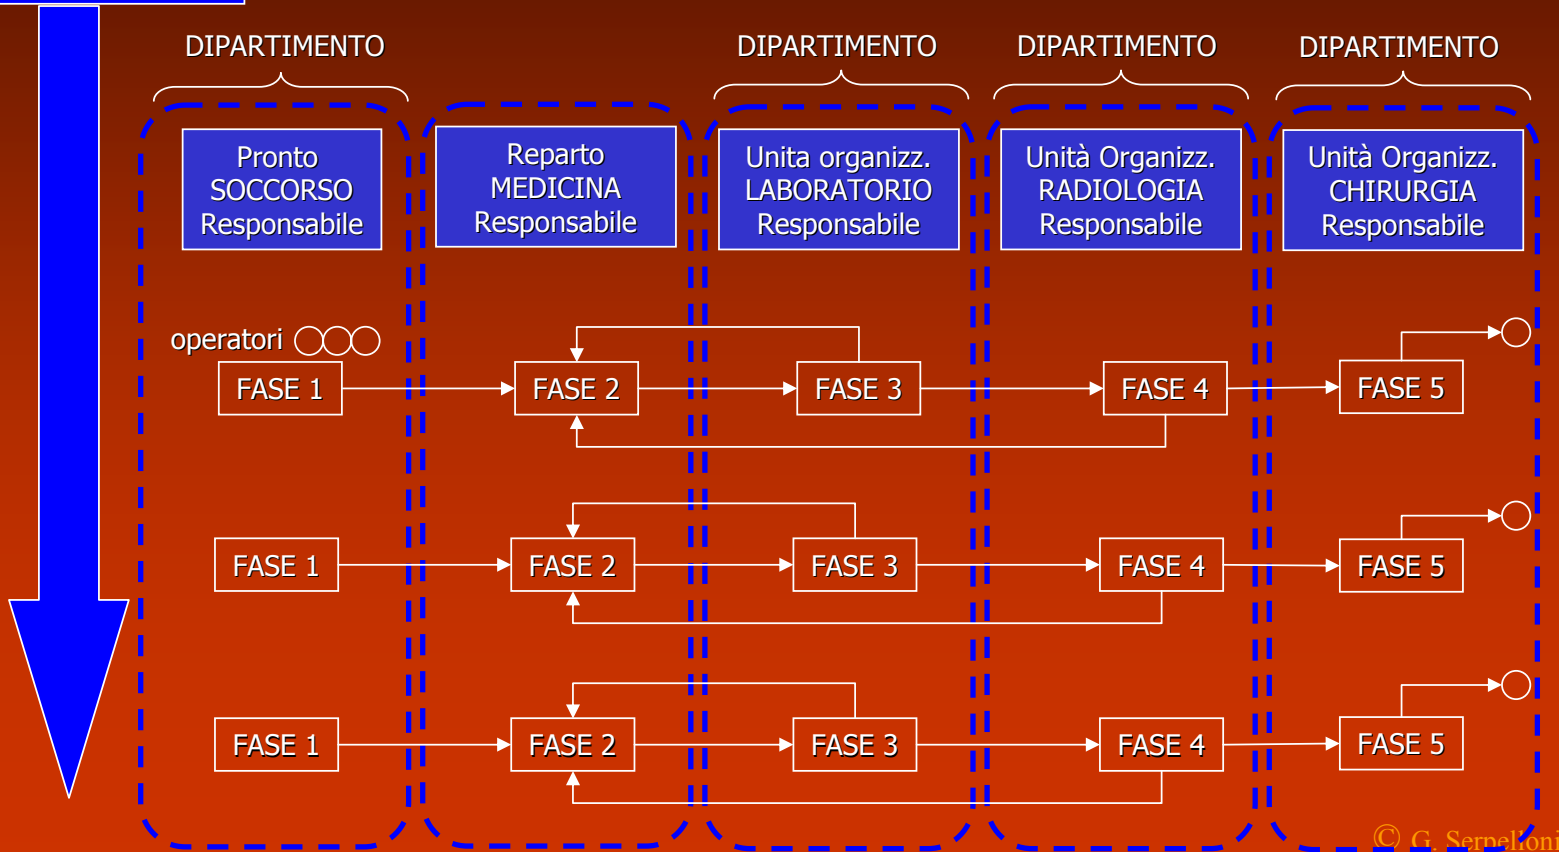 DIPARTIMENTO
DIPARTIMENTO
DIPARTIMENTO
DIPARTIMENTO
Pronto
SOCCORSO
Responsabile
Reparto
MEDICINA
Responsabile
Unita organizz.
LABORATORIO
Responsabile
Unità Organizz.
RADIOLOGIA
Responsabile
Unità Organizz.
CHIRURGIA
Responsabile
operatori
FASE 1
FASE 2
FASE 3
FASE 4
FASE 5
FASE 1
FASE 2
FASE 3
FASE 4
FASE 5
FASE 1
FASE 2
FASE 3
FASE 4
FASE 5
© G. Serpelloni